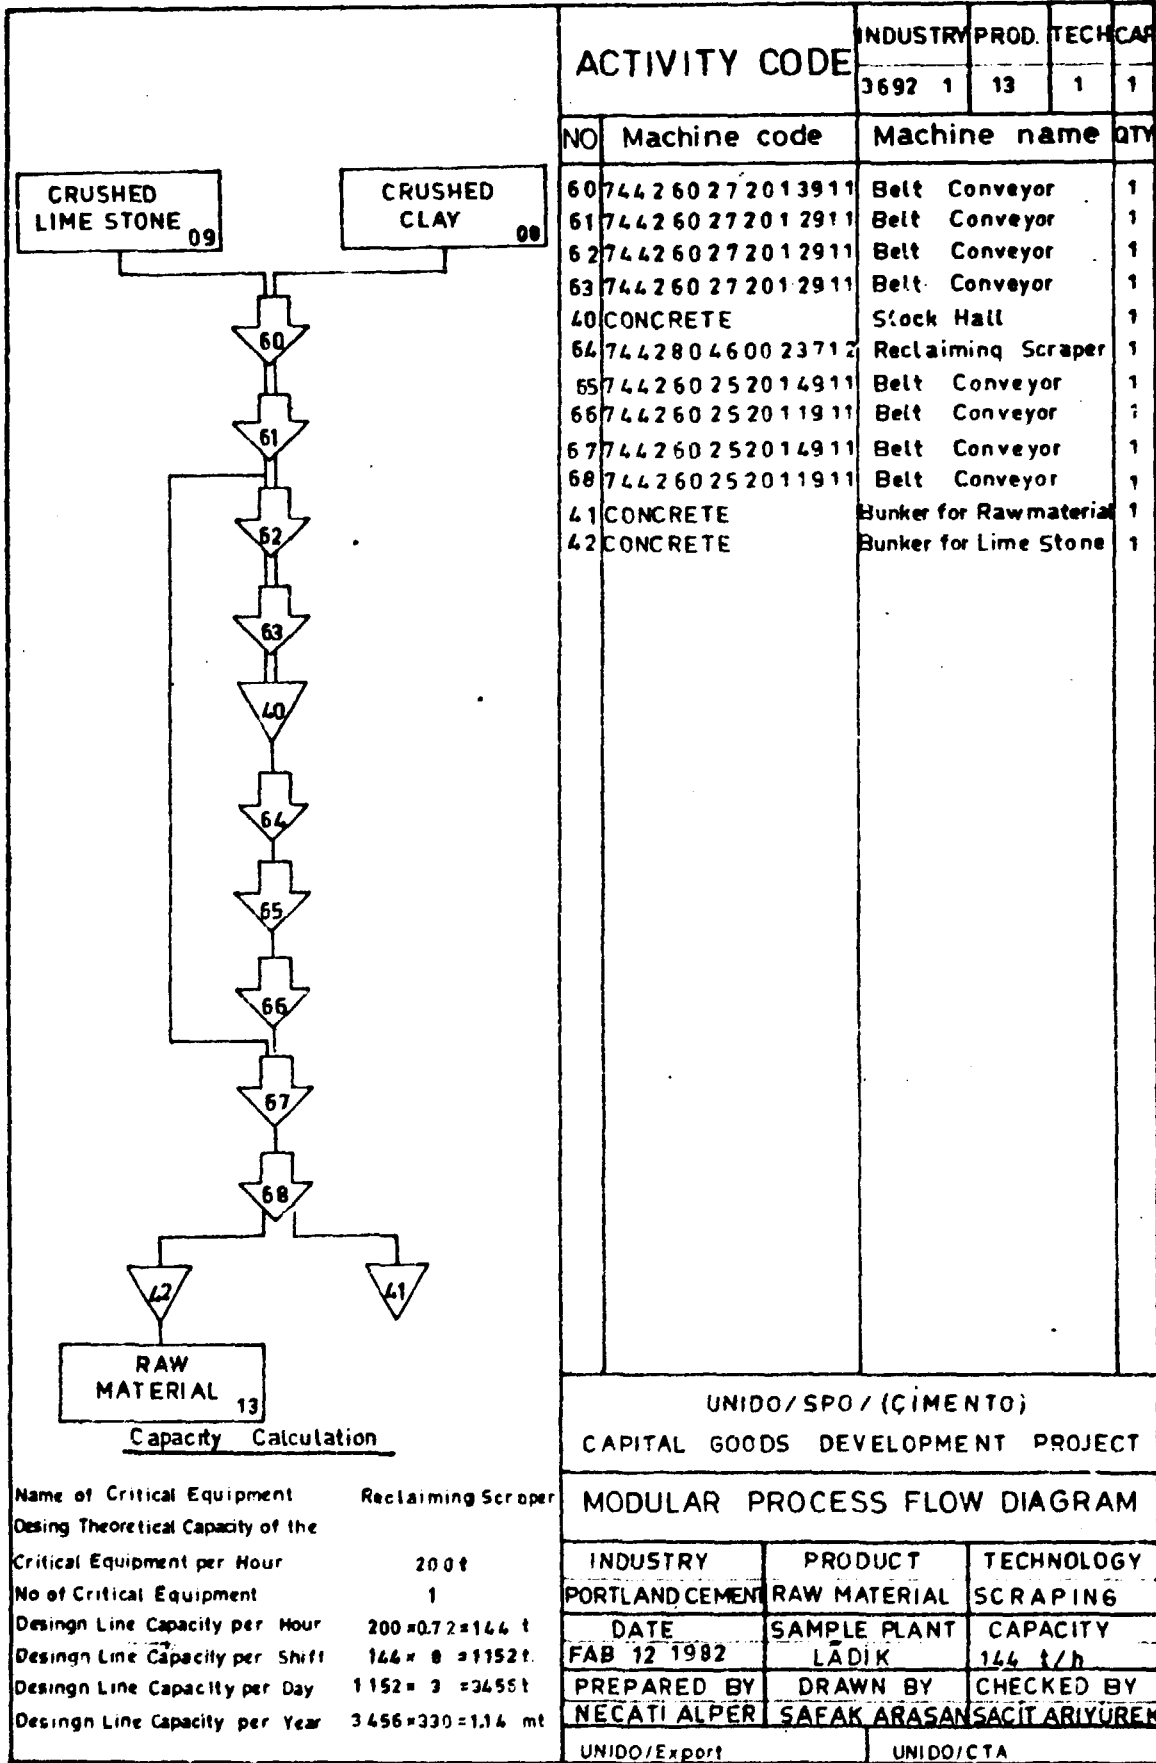 ACTIVITY CODE
INDUSTRY PROD. TECH CAP
3692 1 13 1 1
NO Machine code Machine name QTY
60 744260272013911 Belt Conveyor 1
61 744260272012911 Belt Conveyor 1
62 744260272012911 Belt Conveyor 1
63 744260272012911 Belt Conveyor 1
40 CONCRETE Stock Hall 1
64 744280460023712 Reclaiming Scraper 1
65 744260252014911 Belt Conveyor 1
66 744260252011911 Belt Conveyor 1
67 744260252014911 Belt Conveyor 1
68 744260252011911 Belt Conveyor 1
41 CONCRETE Bunker for Rawmaterial 1
42 CONCRETE Bunker for Lime Stone 1
CRUSHED
LIME STONE 09
CRUSHED
CLAY 08
60
61
62
63
40
64
65
66
67
68
42
41
RAW
MATERIAL 13
Capacity Calculation
Name of Critical Equipment Reclaiming Scraper
Desing Theoretical Capacity of the
Critical Equipment per Hour 200t
No of Critical Equipment 1
Desingn Line Capacity per Hour 200×0.72=144 t
Desingn Line Capacity per Shift 144× 8 =1152t.
Desingn Line Capacity per Day 1152× 3 =3455t
Desingn Line Capacity per Year 3456×330=1.14 mt
UNIDO/SPO/(ÇİMENTO)
CAPITAL GOODS DEVELOPMENT PROJECT
MODULAR PROCESS FLOW DIAGRAM
INDUSTRY PRODUCT TECHNOLOGY
PORTLAND CEMENT RAW MATERIAL SCRAPING
DATE SAMPLE PLANT CAPACITY
FAB 12 1982 LÂDİK 144 t/h
PREPARED BY DRAWN BY CHECKED BY
NECATI ALPER SAFAK ARASAN SACİT ARIYÜREK
UNIDO/Export UNIDO/CTA